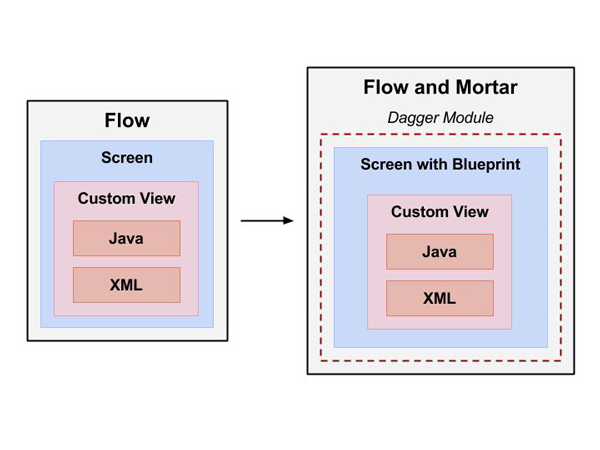 Flow
Screen
Custom View
Java
XML
Flow and Mortar
Dagger Module
Screen with Blueprint
Custom View
Java
XML